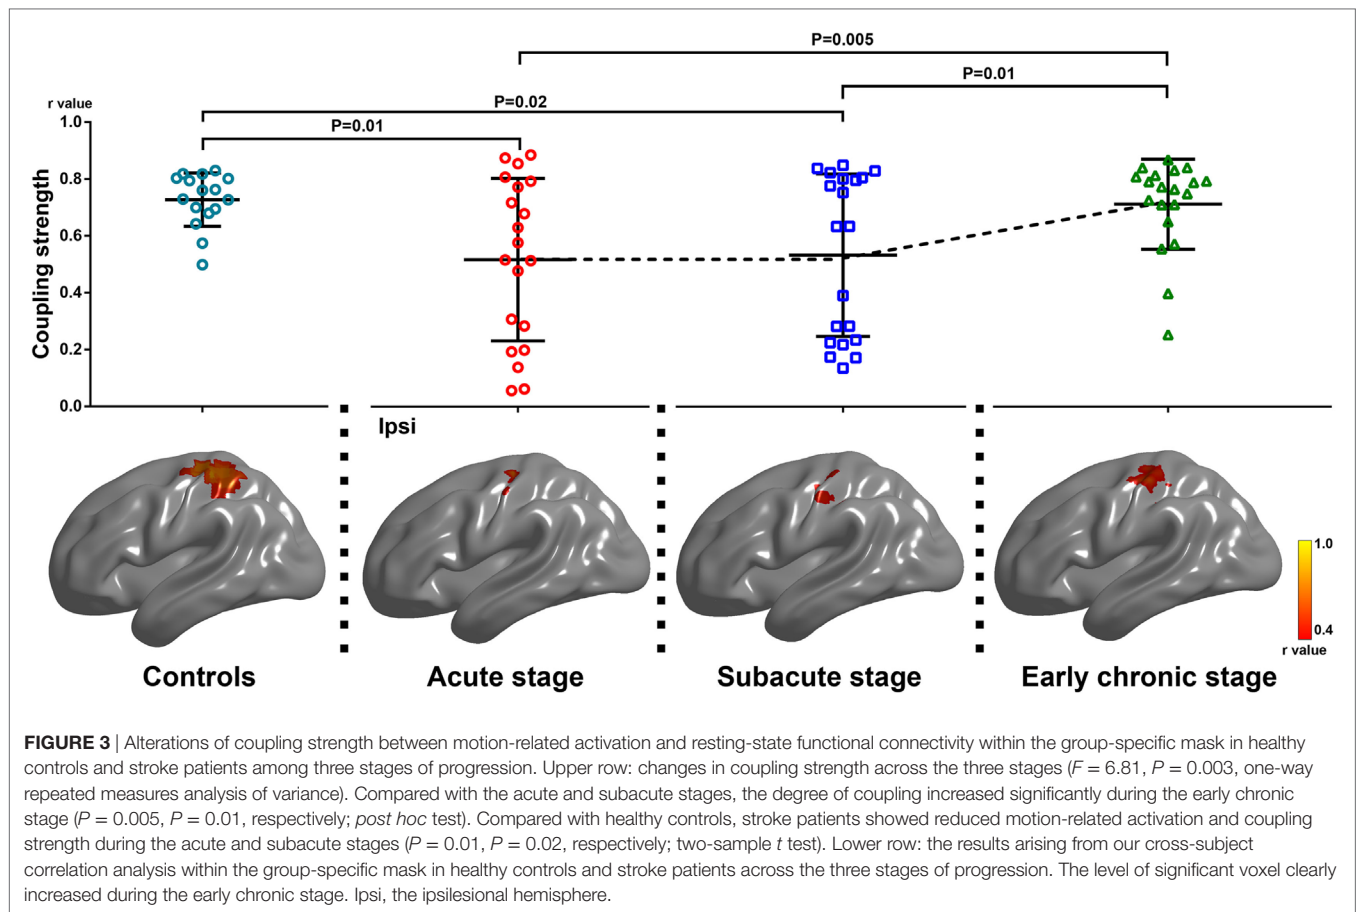 P=0.005
P=0.01
r value
P=0.02
1.0
P=0.01
0.8
0.6
0.4
0.2
0.0
Coupling strength
Ipsi
1.0
0.4
r value
Controls
Acute stage
Subacute stage
Early chronic stage
FIGURE 3 | Alterations of coupling strength between motion-related activation and resting-state functional connectivity within the group-specific mask in healthy
controls and stroke patients among three stages of progression. Upper row: changes in coupling strength across the three stages (F = 6.81, P = 0.003, one-way
repeated measures analysis of variance). Compared with the acute and subacute stages, the degree of coupling increased significantly during the early chronic
stage (P = 0.005, P = 0.01, respectively; post hoc test). Compared with healthy controls, stroke patients showed reduced motion-related activation and coupling
strength during the acute and subacute stages (P = 0.01, P = 0.02, respectively; two-sample t test). Lower row: the results arising from our cross-subject
correlation analysis within the group-specific mask in healthy controls and stroke patients across the three stages of progression. The level of significant voxel clearly
increased during the early chronic stage. Ipsi, the ipsilesional hemisphere.